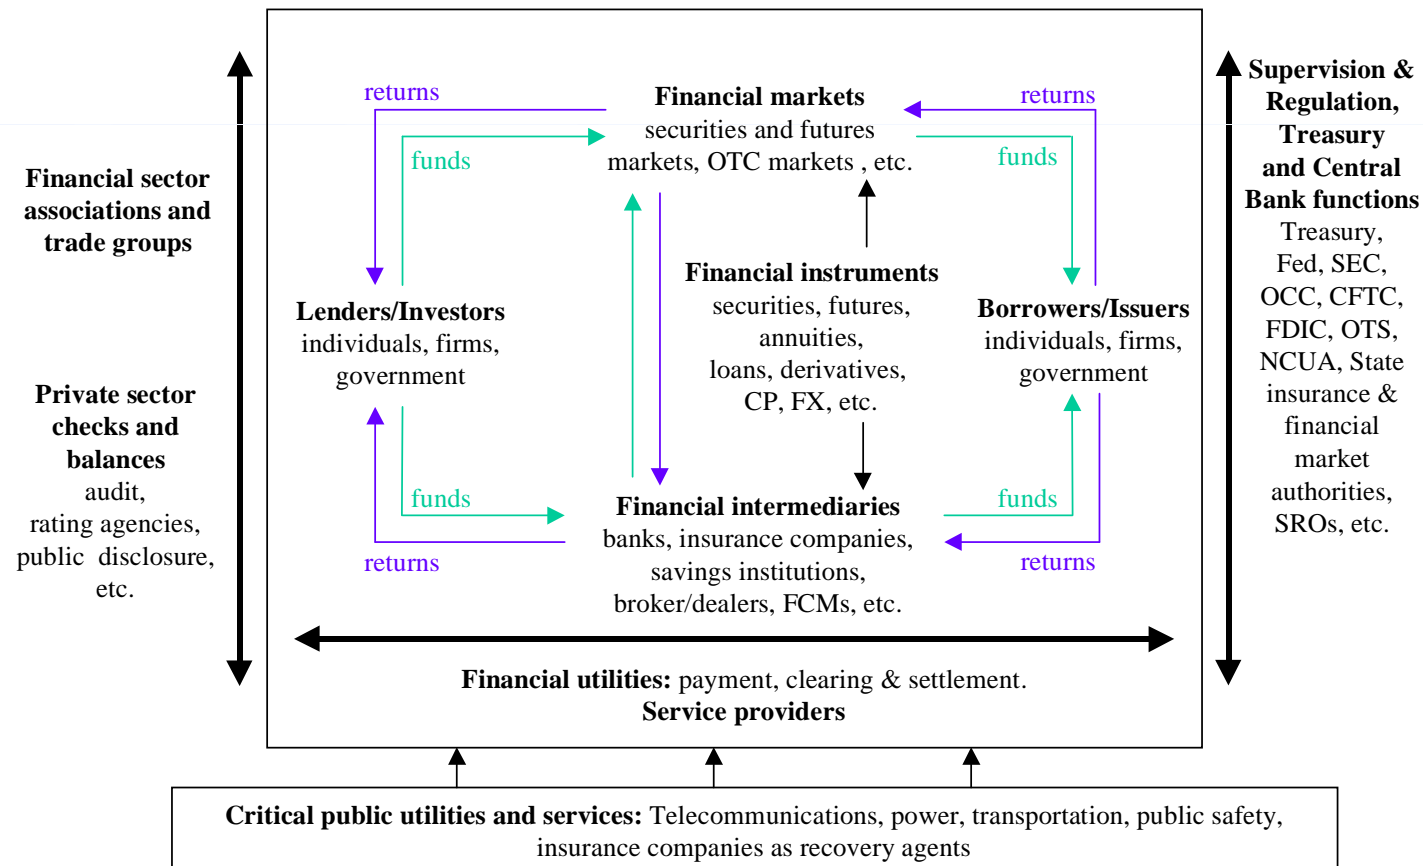 returns
Financial markets
securities and futures
markets, OTC markets , etc.
returns
funds
funds
Financial sector
associations and
trade groups
Private sector
checks and
balances
audit,
rating agencies,
public disclosure,
etc.
Lenders/Investors
individuals, firms,
government
Financial instruments
securities, futures,
annuities,
loans, derivatives,
CP, FX, etc.
Borrowers/Issuers
individuals, firms,
government
funds
funds
Financial intermediaries
banks, insurance companies,
savings institutions,
broker/dealers, FCMs, etc.
returns
returns
Supervision &
Regulation,
Treasury
and Central
Bank functions
Treasury,
Fed, SEC,
OCC, CFTC,
FDIC, OTS,
NCUA, State
insurance &
financial
market
authorities,
SROs, etc.
Financial utilities: payment, clearing & settlement.
Service providers
Critical public utilities and services: Telecommunications, power, transportation, public safety,
insurance companies as recovery agents